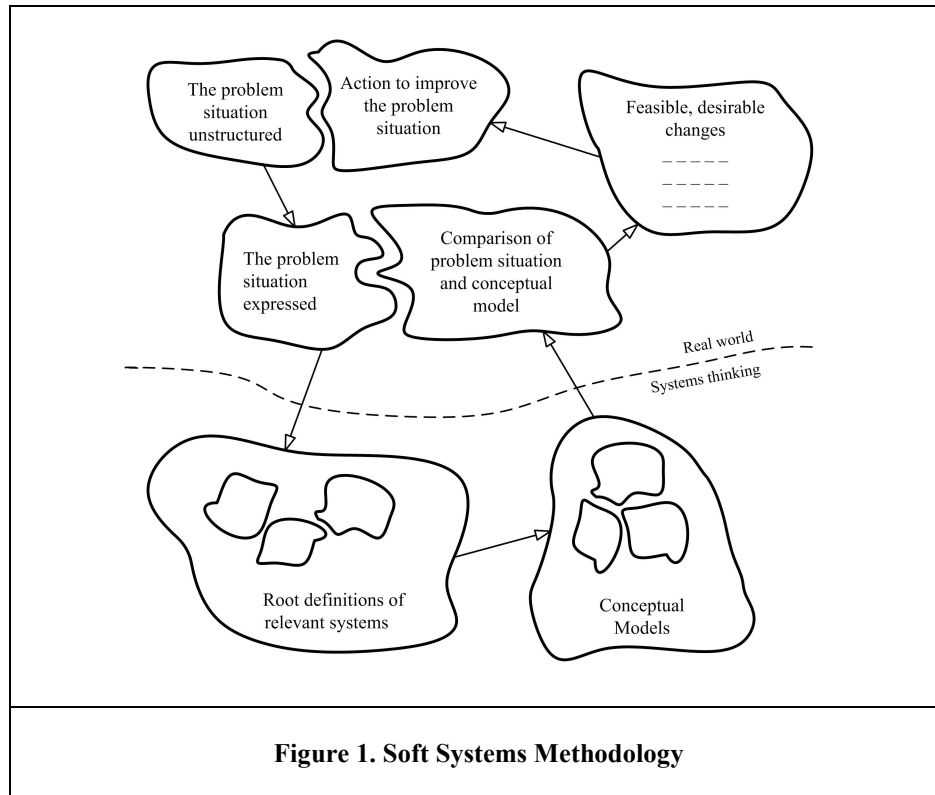 The problem
situation
unstructured
Action to improve
the problem
situation
Feasible, desirable
changes
_ _ _ _ _
_ _ _ _ _
_ _ _ _ _
The problem
situation
expressed
Comparison of
problem situation
and conceptual
model
Real world
Systems thinking
Root definitions of
relevant systems
Conceptual
Models
Figure 1. Soft Systems Methodology